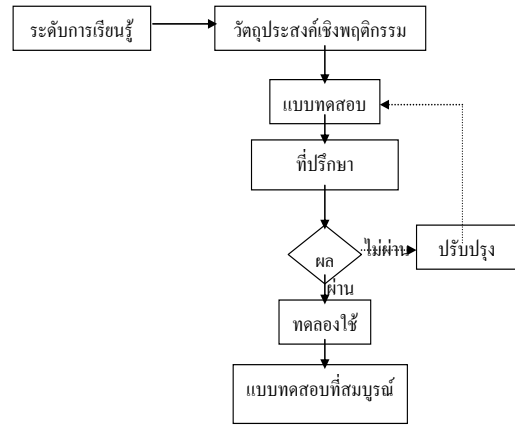 ระดับการเรียนรู้
วัตถุประสงค์เชิงพฤติกรรม
แบบทดสอบ
ที่ปรึกษา
ผล
ไม่ผ่าน
ปรับปรุง
ผ่าน
ทดลองใช้
แบบทดสอบที่สมบูรณ์